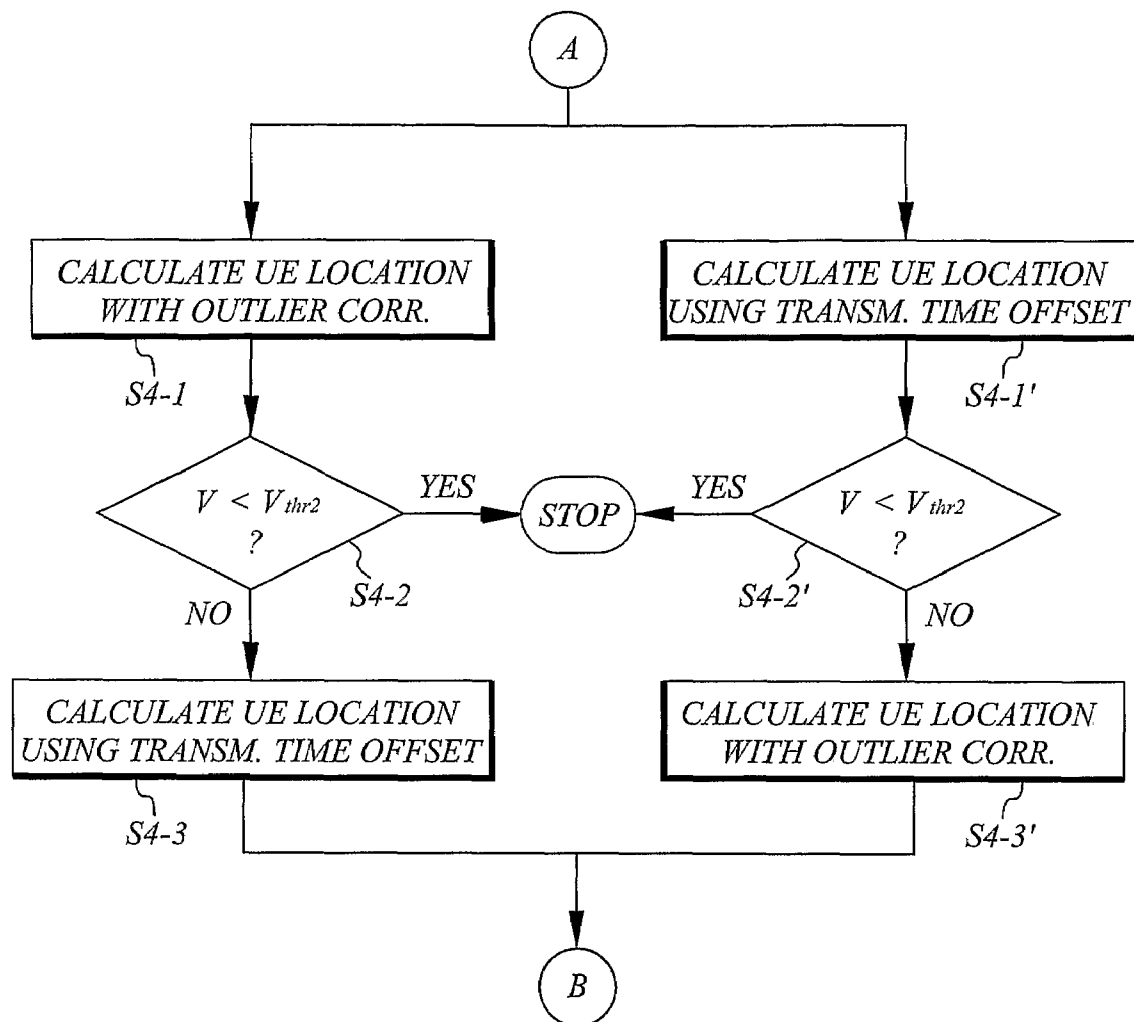 A
CALCULATE UE LOCATION
WITH OUTLIER CORR.
S4-1
CALCULATE UE LOCATION
USING TRANSM. TIME OFFSET
S4-1'
V < Vthr2
?
YES
S4-2
NO
STOP
YES
V < Vthr2
?
S4-2'
NO
CALCULATE UE LOCATION
USING TRANSM. TIME OFFSET
S4-3
CALCULATE UE LOCATION
WITH OUTLIER CORR.
S4-3'
B